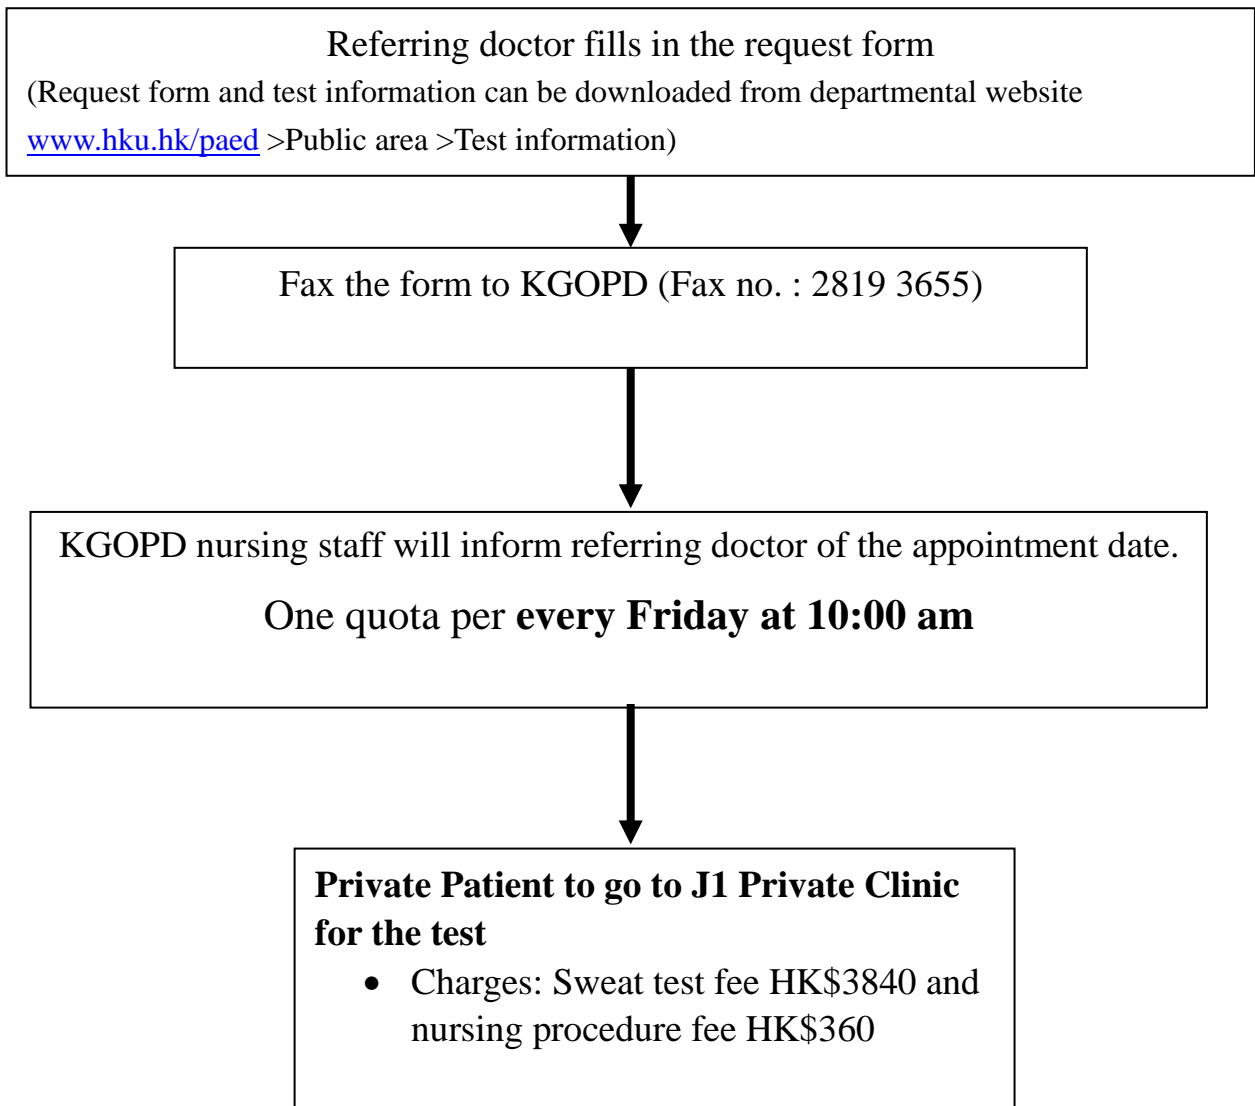 Referring doctor fills in the request form
(Request form and test information can be downloaded from departmental website
www.hku.hk/paed >Public area >Test information)
Fax the form to KGOPD (Fax no. : 2819 3655)
KGOPD nursing staff will inform referring doctor of the appointment date.
One quota per every Friday at 10:00 am
Private Patient to go to J1 Private Clinic
for the test
• Charges: Sweat test fee HK$3840 and
nursing procedure fee HK$360